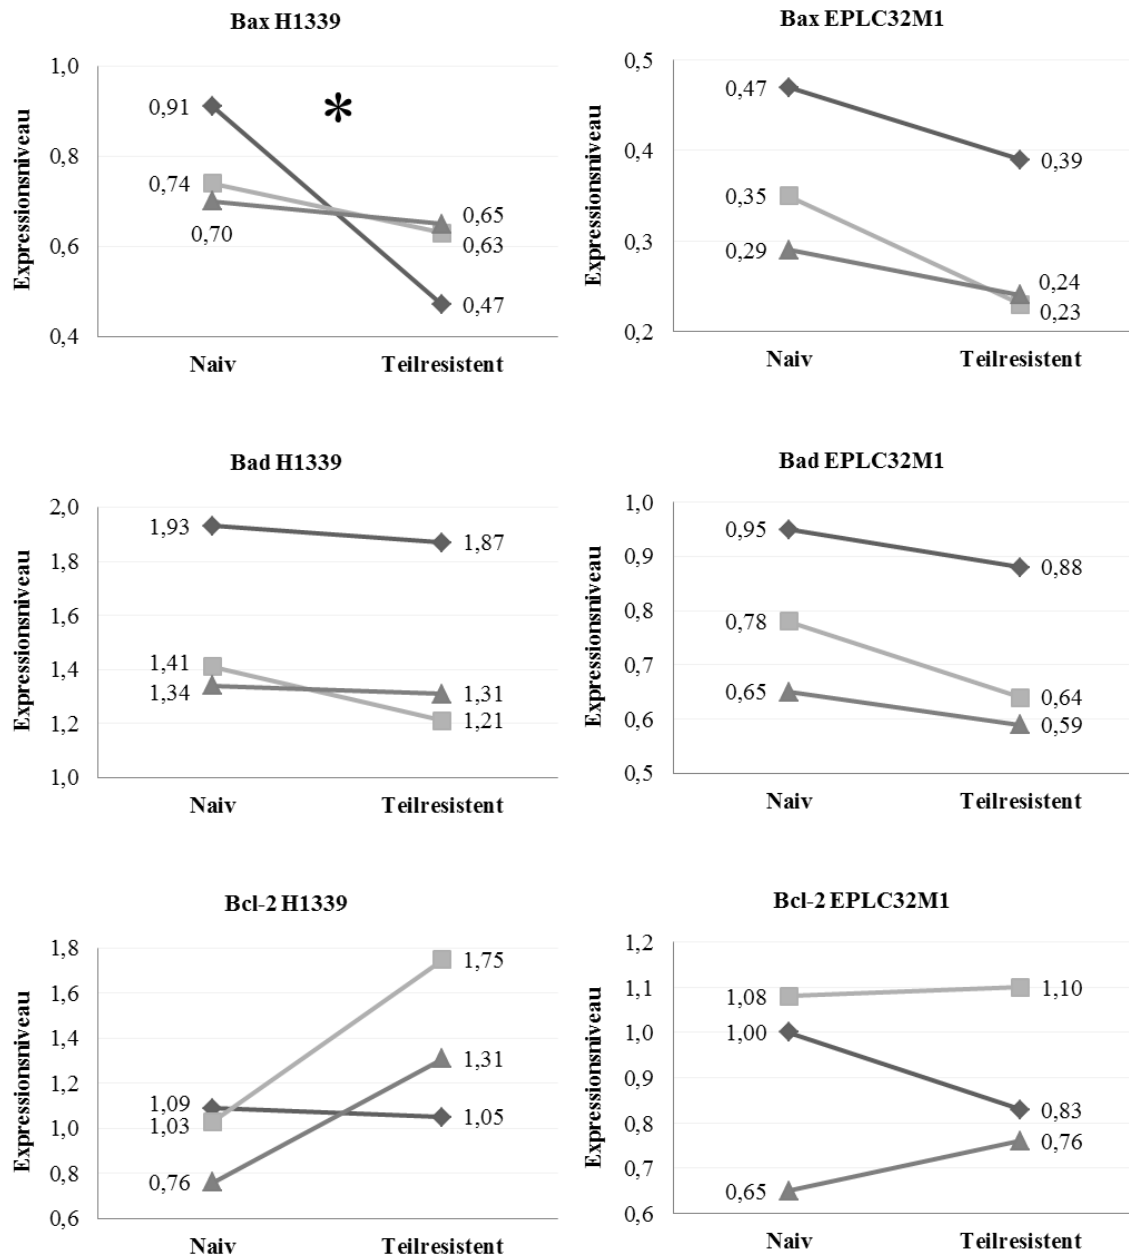 Bax H1339
Expressionsniveau
1,0
0,8
0,6
0,4
0,91
0,74
0,70
*
0,65
0,63
0,47
Naiv
Teilresistent
Bax EPLC32M1
Expressionsniveau
0,5
0,4
0,3
0,2
0,47
0,35
0,29
0,39
0,24
0,23
Naiv
Teilresistent
Bad H1339
Expressionsniveau
2,0
1,8
1,6
1,4
1,2
1,0
1,93
1,41
1,34
1,87
1,31
1,21
Naiv
Teilresistent
Bad EPLC32M1
Expressionsniveau
1,0
0,9
0,8
0,7
0,6
0,5
0,95
0,78
0,65
0,88
0,64
0,59
Naiv
Teilresistent
Bcl-2 H1339
Expressionsniveau
1,8
1,6
1,4
1,2
1,0
0,8
0,6
1,09
1,03
0,76
1,75
1,31
1,05
Naiv
Teilresistent
Bcl-2 EPLC32M1
Expressionsniveau
1,2
1,1
1,0
0,9
0,8
0,7
0,6
1,08
1,00
0,65
1,10
0,83
0,76
Naiv
Teilresistent